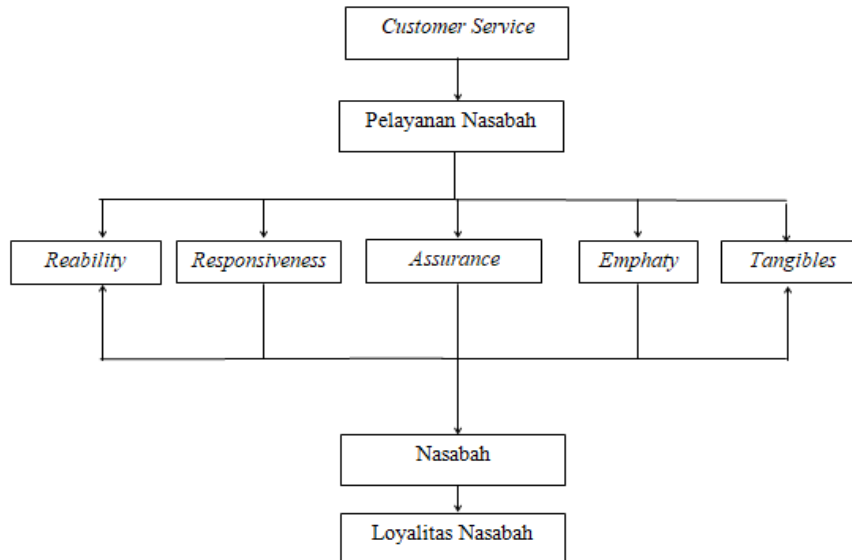 Customer Service
Pelayanan Nasabah
Reability
Responsiveness
Assurance
Emphaty
Tangibles
Nasabah
Loyalitas Nasabah